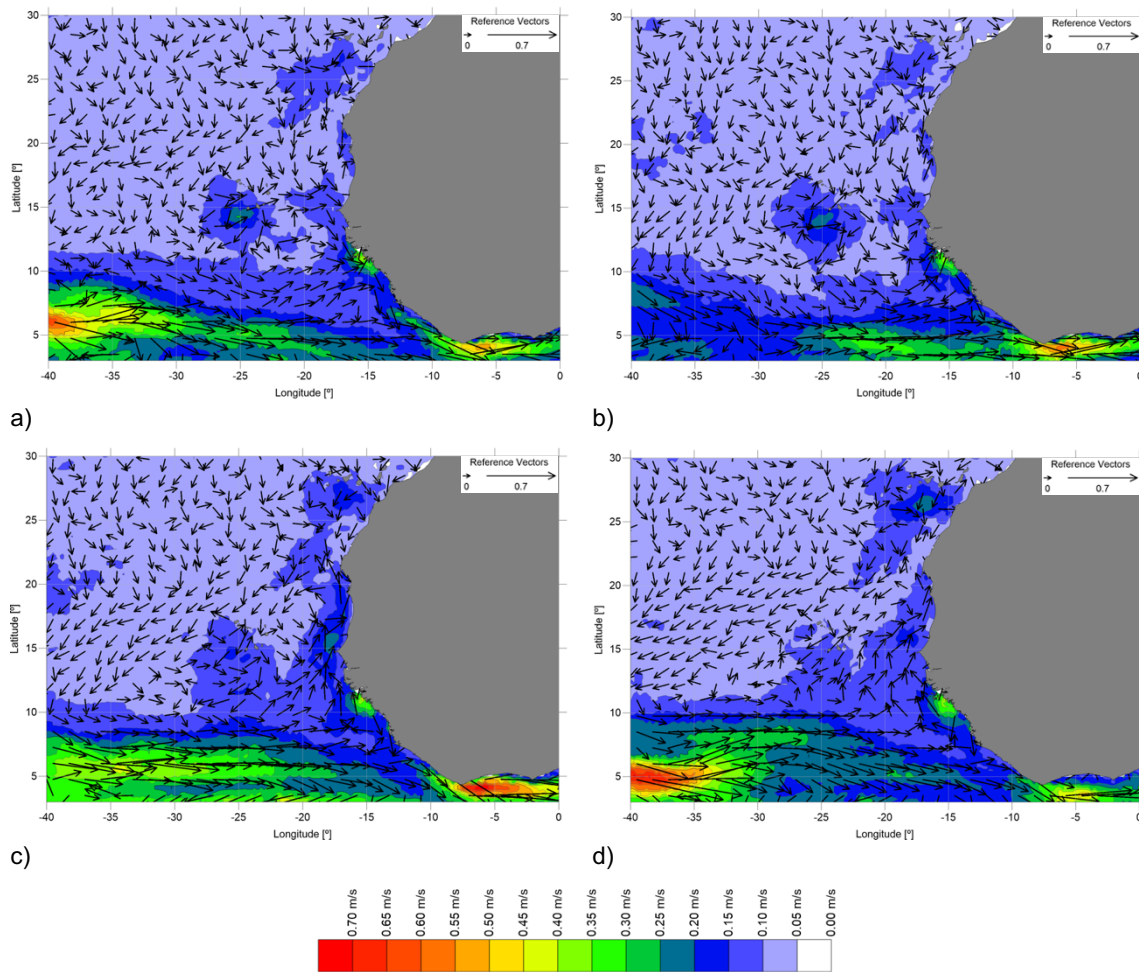 30
Reference Vectors
0 0.7
25
20
Latitude [º]
15
10
5
-40 -35 -30 -25 -20 -15 -10 -5 0
Longitude [º]
a)
30
Reference Vectors
0 0.7
25
20
Latitude [º]
15
10
5
-40 -35 -30 -25 -20 -15 -10 -5 0
Longitude [º]
b)
30
Reference Vectors
0 0.7
25
20
Latitude [º]
15
10
5
-40 -35 -30 -25 -20 -15 -10 -5 0
Longitude [º]
c)
30
Reference Vectors
0 0.7
25
20
Latitude [º]
15
10
5
-40 -35 -30 -25 -20 -15 -10 -5 0
Longitude [º]
d)
0.70 m/s
0.65 m/s
0.60 m/s
0.55 m/s
0.50 m/s
0.45 m/s
0.40 m/s
0.35 m/s
0.30 m/s
0.25 m/s
0.20 m/s
0.15 m/s
0.10 m/s
0.05 m/s
0.00 m/s